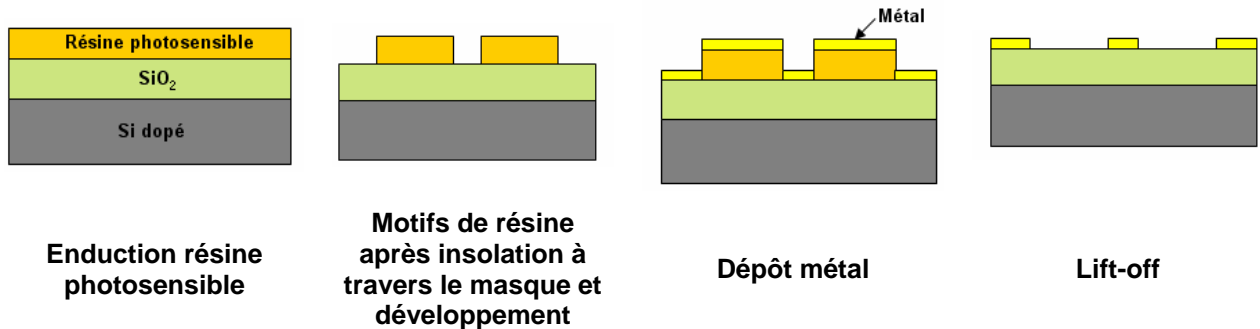 Résine photosensible
SiO₂
Si dopé
Métal
Enduction résine
photosensible
Motifs de résine
après insolation à
travers le masque et
développement
Dépôt métal
Lift-off